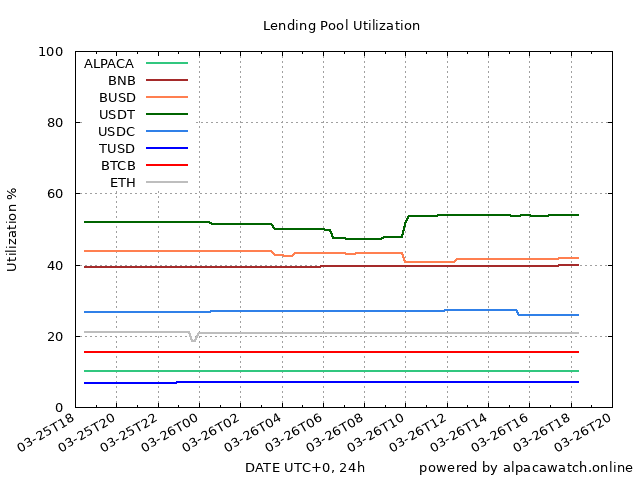 Lending Pool Utilization
Utilization %
100
80
60
40
20
0
ALPACA
BNB
BUSD
USDT
USDC
TUSD
BTCB
ETH
03-25T18
03-25T20
03-25T22
03-26T00
03-26T02
03-26T04
03-26T06
03-26T08
03-26T10
03-26T12
03-26T14
03-26T16
03-26T18
03-26T20
DATE UTC+0, 24h
powered by alpacawatch.online